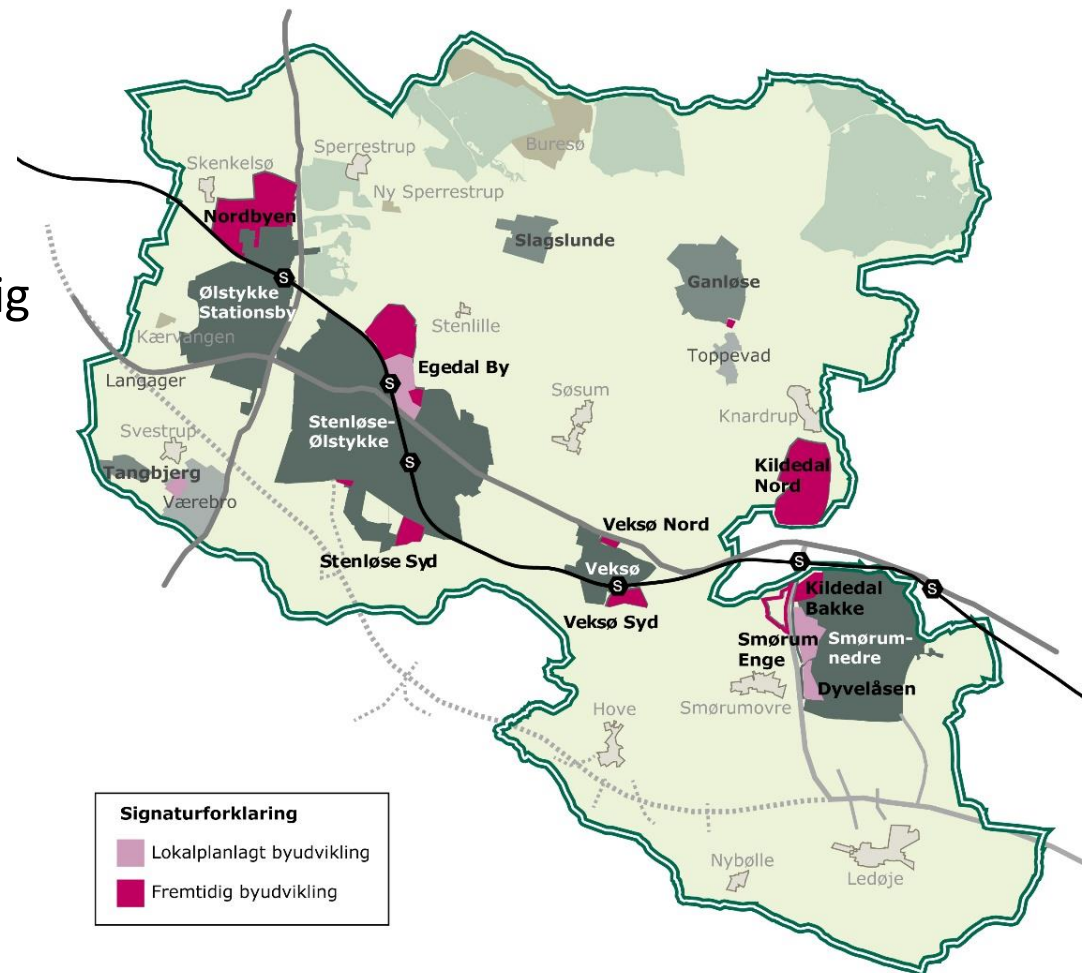 ig
Skenkelsø
Sperrestrup
Buresø
Ny Sperrestrup
Nordbyen
Slagslunde
Ganløse
S
Ølstykke
Stationsby
Stenlille
Kærvangen
Toppevad
Egedal By
Langager
S
Søsum
Knardrup
Stenløse-
Ølstykke
Svestrup
S
Tangbjerg
Værebro
Kildedal
Nord
Veksø Nord
Stenløse Syd
Veksø
S
S
S
Veksø Syd
Kildedal
Bakke
Smørum
Enge
Smørum-
nedre
Dyvelåsen
Smørumovre
Hove
Nybølle
Ledøje
Signaturforklaring
Lokalplanlagt byudvikling
Fremtidig byudvikling